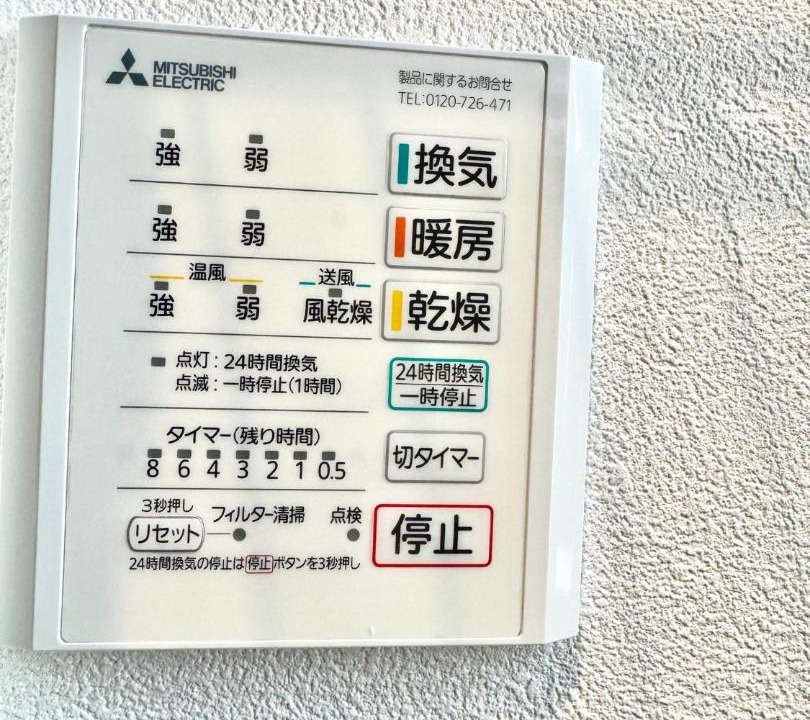 MITSUBISHI
ELECTRIC
製品に関するお問合せ
TEL:0120-726-471
強 弱 換気
強 弱 暖房
温風 送風
強 弱 風乾燥 乾燥
点灯:24時間換気
点滅:一時停止(1時間)
24時間換気
一時停止
タイマー(残り時間)
8 6 4 3 2 1 0.5
切タイマー
3秒押し
リセット フィルター清掃 点検
停止
24時間換気の停止は停止ボタンを3秒押し